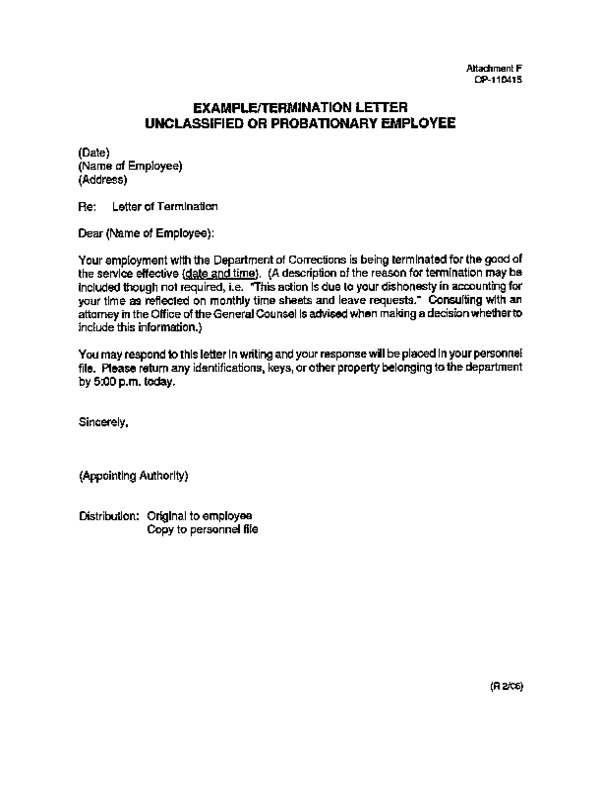 Attachment F
OP-110415
EXAMPLE/TERMINATION LETTER
UNCLASSIFIED OR PROBATIONARY EMPLOYEE
(Date)
(Name of Employee)
(Address)
Re: Letter of Termination
Dear (Name of Employee):
Your employment with the Department of Corrections is being terminated for the good of
the service effective (date and time). (A description of the reason for termination may be
included though not required, i.e. "This action is due to your dishonesty in accounting for
your time as reflected on monthly time sheets and leave requests." Consulting with an
attorney in the Office of the General Counsel is advised when making a decision whether to
include this information.)
You may respond to this letter in writing and your response will be placed in your personnel
file. Please return any identifications, keys, or other property belonging to the department
by 5:00 p.m. today.
Sincerely,
(Appointing Authority)
Distribution: Original to employee
Copy to personnel file
(R 2/06)